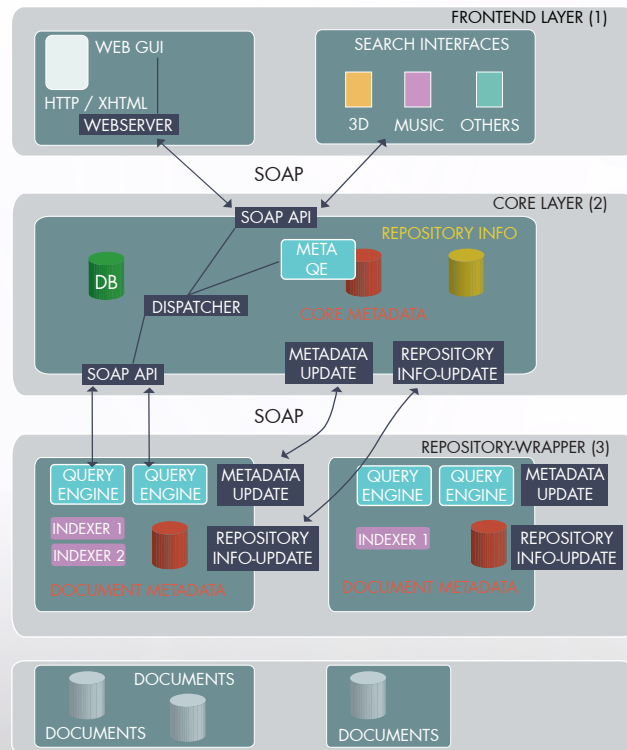 FRONTEND LAYER (1)
WEB GUI
HTTP / XHTML
WEBSERVER
SEARCH INTERFACES
3D
MUSIC
OTHERS
SOAP
CORE LAYER (2)
SOAP API
REPOSITORY INFO
META
QE
DB
DISPATCHER
CORE METADATA
SOAP API
METADATA
UPDATE
REPOSITORY
INFO-UPDATE
SOAP
REPOSITORY-WRAPPER (3)
QUERY
ENGINE
QUERY
ENGINE
METADATA
UPDATE
INDEXER 1
INDEXER 2
REPOSITORY
INFO-UPDATE
DOCUMENT METADATA
QUERY
ENGINE
QUERY
ENGINE
METADATA
UPDATE
INDEXER 1
REPOSITORY
INFO-UPDATE
DOCUMENT METADATA
DOCUMENTS
DOCUMENTS
DOCUMENTS